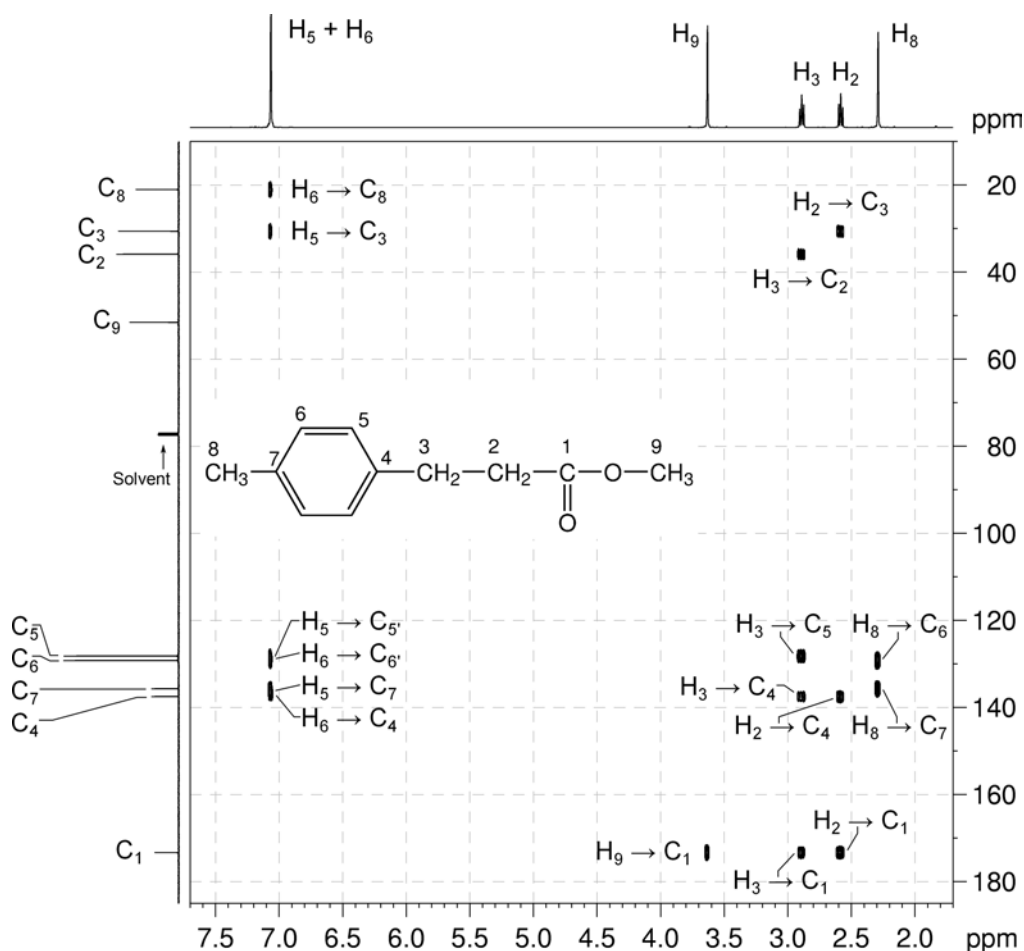 H₅ + H₆
H₉
H₃
H₂
H₈
ppm
C₈
C₃
C₂
C₉
Solvent
C₅
C₆
C₇
C₄
C₁
H₆ → C₈
H₅ → C₃
H₂ → C₃
H₃ → C₂
6
5
8
7
4
3
2
1
9
CH₃
CH₂
CH₂
C
O
CH₃
O
H₅ → C₅'
H₆ → C₆'
H₅ → C₇
H₆ → C₄
H₃ → C₅
H₈ → C₆
H₃ → C₄
H₂ → C₄
H₈ → C₇
H₂ → C₁
H₉ → C₁
H₃ → C₁
20
40
60
80
100
120
140
160
180
7.5 7.0 6.5 6.0 5.5 5.0 4.5 4.0 3.5 3.0 2.5 2.0 ppm